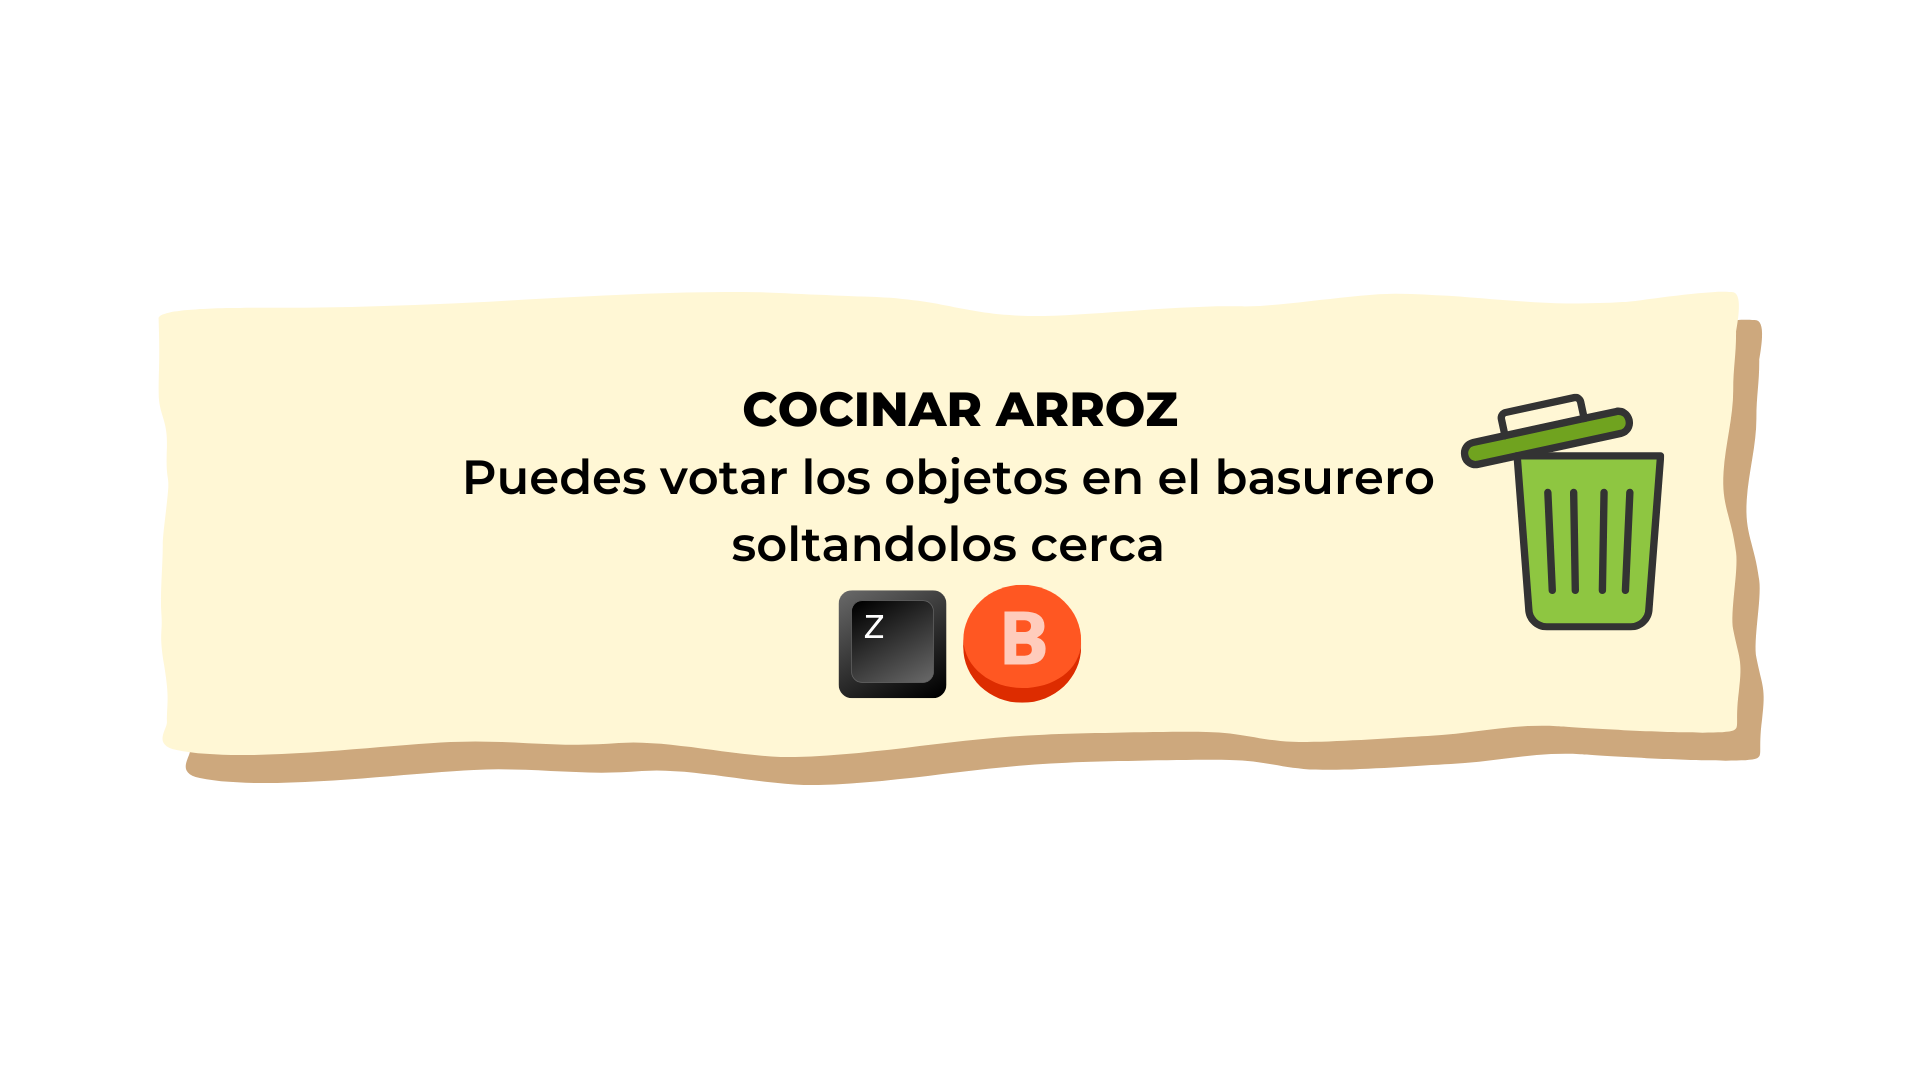 COCINAR ARROZ
Puedes votar los objetos en el basurero
soltandolos cerca
Z B